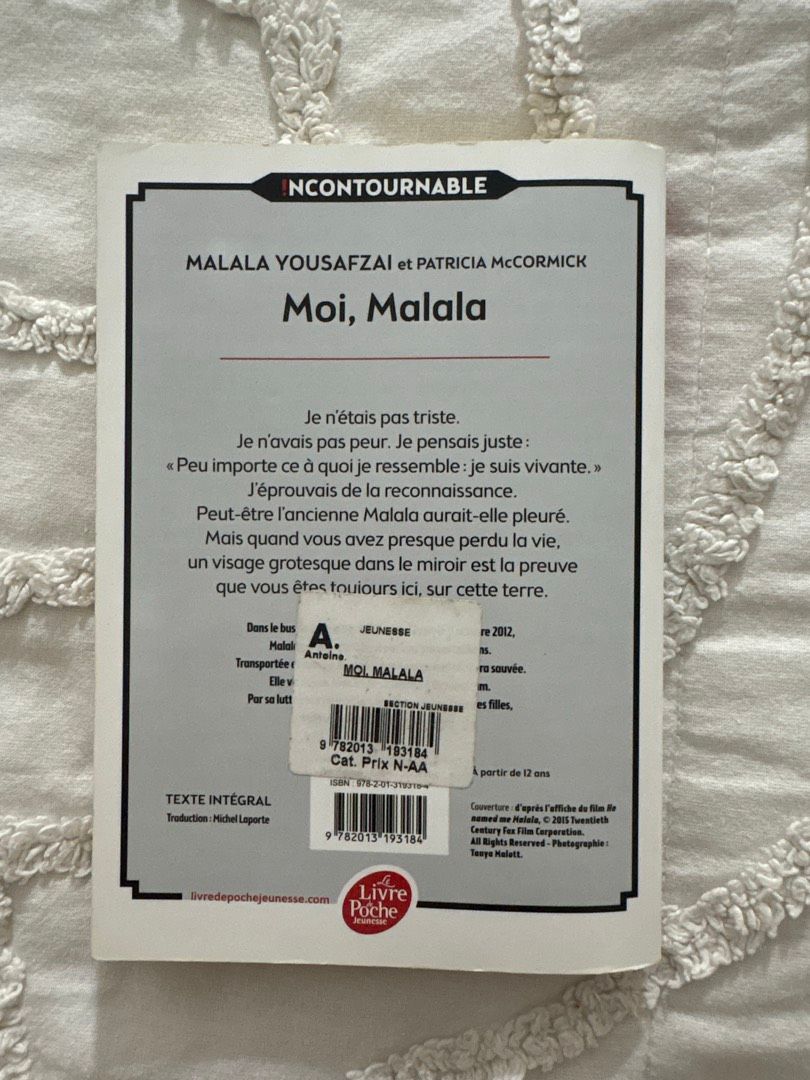 !NCONTOURNABLE
MALALA YOUSAFZAI et PATRICIA McCORMICK
Moi, Malala
Je n'étais pas triste.
Je n'avais pas peur. Je pensais juste :
« Peu importe ce à quoi je ressemble : je suis vivante. »
J'éprouvais de la reconnaissance.
Peut-être l'ancienne Malala aurait-elle pleuré.
Mais quand vous avez presque perdu la vie,
un visage grotesque dans le miroir est la preuve
que vous êtes toujours ici, sur cette terre.
Dans le bus re 2012,
Malal ns.
Transportée ra sauvée.
Elle v m.
Par sa lutt es filles,
A.
Antoine.
JEUNESSE
MOI, MALALA
SECTION JEUNESSE
9 782013 193184
Cat. Prix N-AA
À partir de 12 ans
TEXTE INTÉGRAL
Traduction : Michel Laporte
ISBN : 978-2-01-319318-4
9 782013 193184
Couverture : d'après l'affiche du film He
named me Malala, © 2015 Twentieth
Century Fox Film Corporation.
All Rights Reserved - Photographie :
Tanya Malott.
livredepochejeunesse.com
Le
Livre
de
Poche
Jeunesse